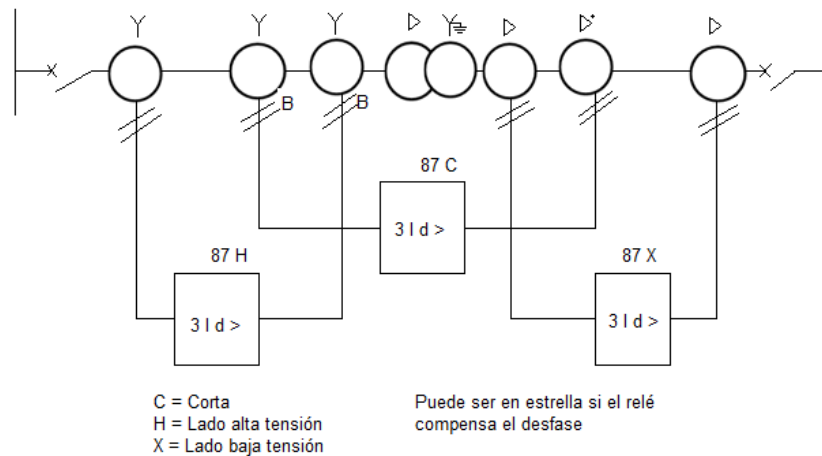 B
B
87 C
3 I d >
87 H
3 I d >
87 X
3 I d >
C = Corta
H = Lado alta tensión
X = Lado baja tensión
Puede ser en estrella si el relé
compensa el desfase